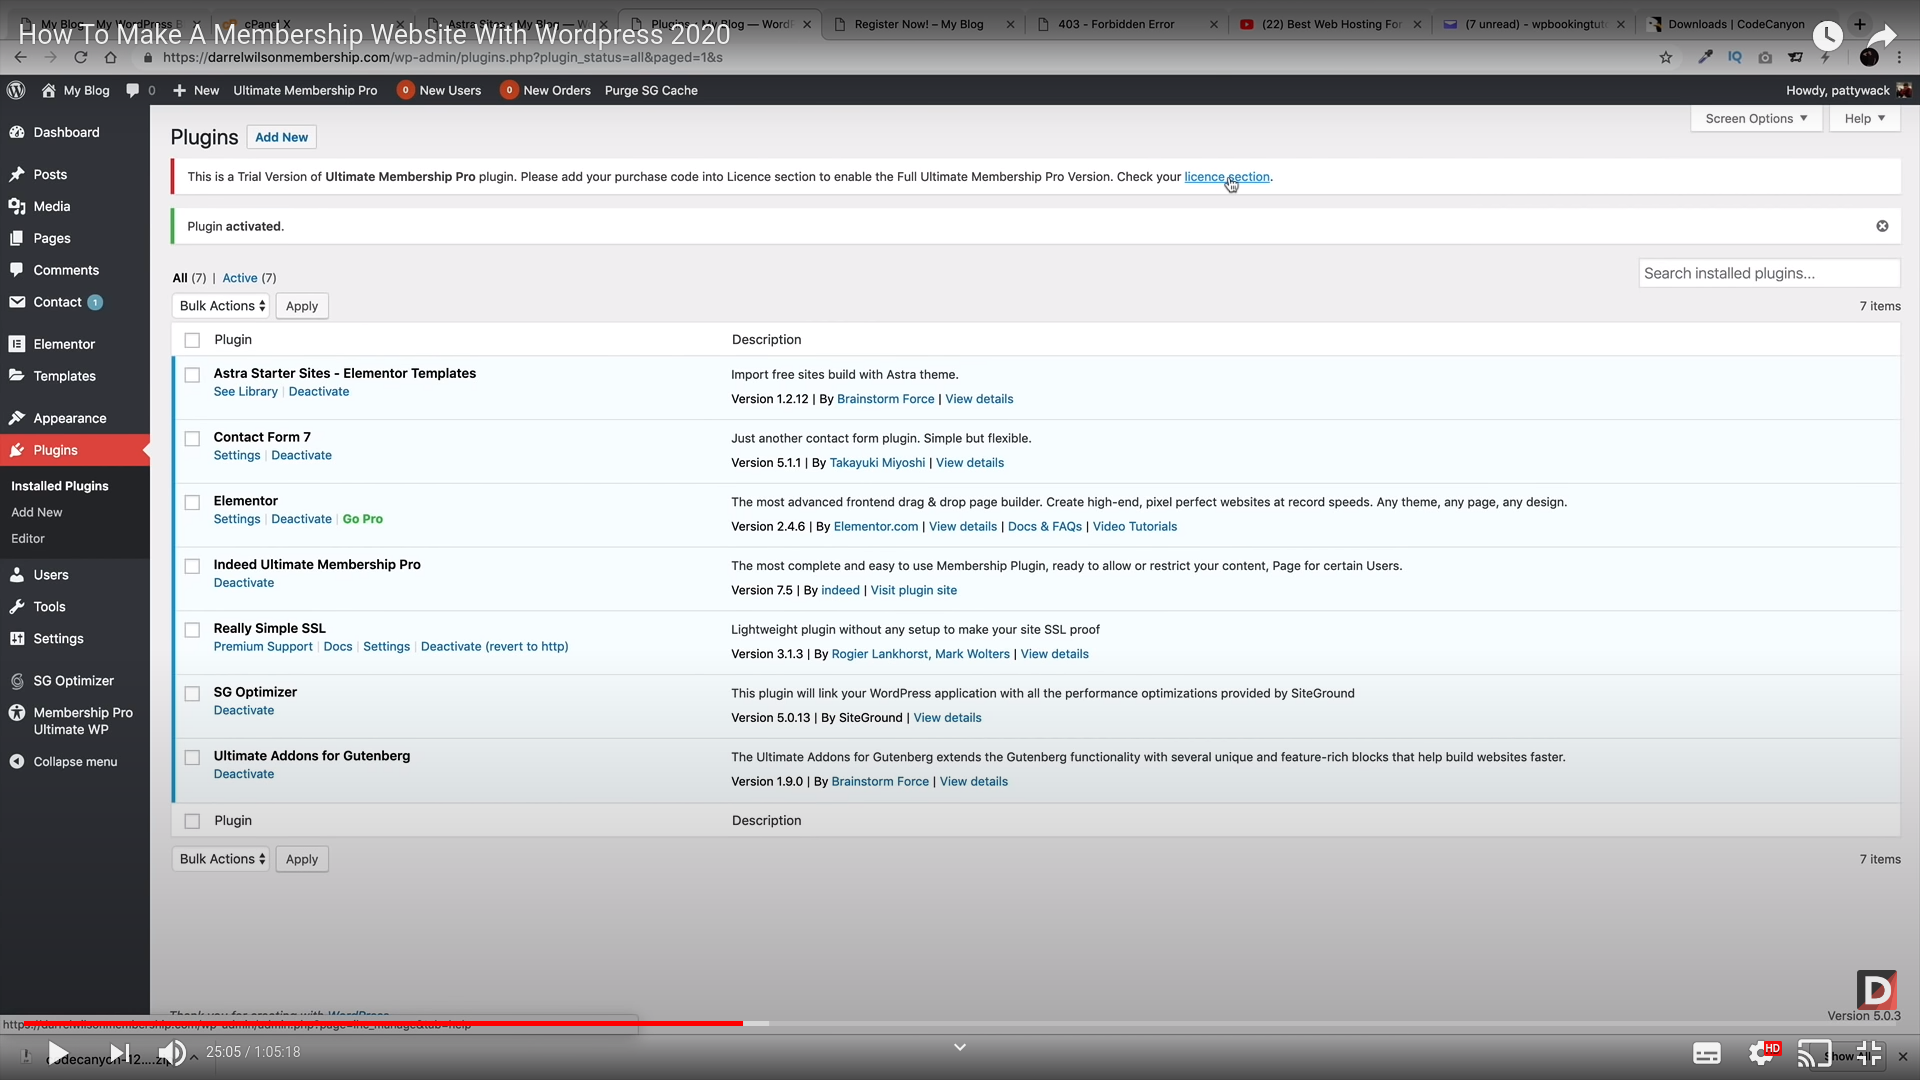 My Blog
cPanel X
Astra Sites ‹ My Blog — W
Plugins ‹ My Blog — WordP
Register Now! – My Blog
403 - Forbidden Error
(22) Best Web Hosting For
(7 unread) - wpbookingtut
Downloads | CodeCanyon
How To Make A Membership Website With Wordpress 2020
https://darrelwilsonmembership.com/wp-admin/plugins.php?plugin_status=all&paged=1&s
IQ
My Blog
0
New
Ultimate Membership Pro
0 New Users
0 New Orders
Purge SG Cache
Howdy, pattywack
Screen Options
Help
Dashboard
Posts
Media
Pages
Comments
Contact 1
Elementor
Templates
Appearance
Plugins
Installed Plugins
Add New
Editor
Users
Tools
Settings
SG Optimizer
Membership Pro
Ultimate WP
Collapse menu
Plugins Add New
This is a Trial Version of Ultimate Membership Pro plugin. Please add your purchase code into Licence section to enable the Full Ultimate Membership Pro Version. Check your licence section.
Plugin activated.
All (7) | Active (7)
Search installed plugins...
Bulk Actions Apply
7 items
Plugin Description
Astra Starter Sites - Elementor Templates
See Library | Deactivate
Import free sites build with Astra theme.
Version 1.2.12 | By Brainstorm Force | View details
Contact Form 7
Settings | Deactivate
Just another contact form plugin. Simple but flexible.
Version 5.1.1 | By Takayuki Miyoshi | View details
Elementor
Settings | Deactivate | Go Pro
The most advanced frontend drag & drop page builder. Create high-end, pixel perfect websites at record speeds. Any theme, any page, any design.
Version 2.4.6 | By Elementor.com | View details | Docs & FAQs | Video Tutorials
Indeed Ultimate Membership Pro
Deactivate
The most complete and easy to use Membership Plugin, ready to allow or restrict your content, Page for certain Users.
Version 7.5 | By indeed | Visit plugin site
Really Simple SSL
Premium Support | Docs | Settings | Deactivate (revert to http)
Lightweight plugin without any setup to make your site SSL proof
Version 3.1.3 | By Rogier Lankhorst, Mark Wolters | View details
SG Optimizer
Deactivate
This plugin will link your WordPress application with all the performance optimizations provided by SiteGround
Version 5.0.13 | By SiteGround | View details
Ultimate Addons for Gutenberg
Deactivate
The Ultimate Addons for Gutenberg extends the Gutenberg functionality with several unique and feature-rich blocks that help build websites faster.
Version 1.9.0 | By Brainstorm Force | View details
Plugin Description
Bulk Actions Apply
7 items
D
Version 5.0.3
25:05 / 1:05:18
HD
Show All